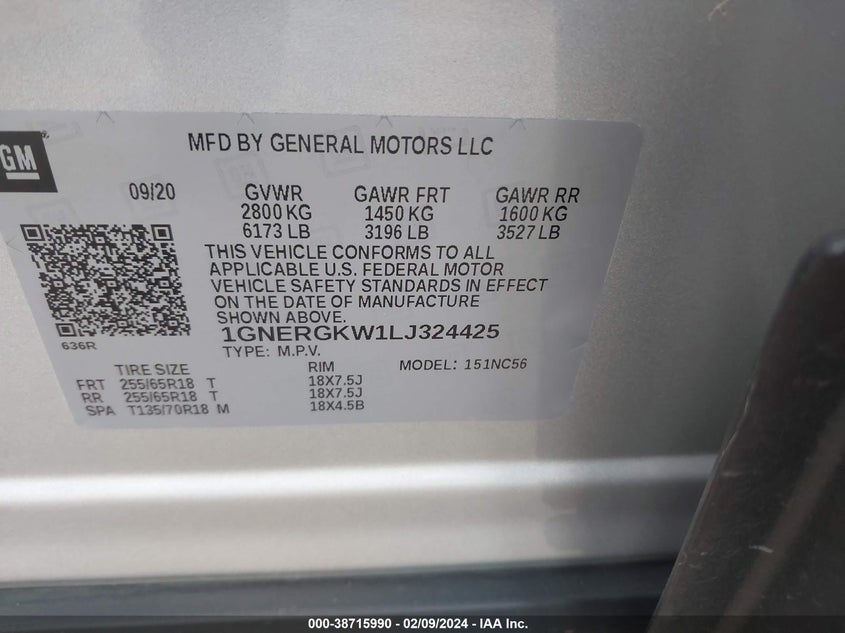 GM
MFD BY GENERAL MOTORS LLC
09/20 GVWR GAWR FRT GAWR RR
2800 KG 1450 KG 1600 KG
6173 LB 3196 LB 3527 LB
THIS VEHICLE CONFORMS TO ALL
APPLICABLE U.S. FEDERAL MOTOR
VEHICLE SAFETY STANDARDS IN EFFECT
ON THE DATE OF MANUFACTURE
SHOWN ABOVE.
636R
1GNERGKW1LJ324425
TYPE: M.P.V. MODEL: 151NC56
TIRE SIZE RIM
FRT 255/65R18 T 18X7.5J
RR 255/65R18 T 18X7.5J
SPA T135/70R18 M 18X4.5B
000-38715990 — 02/09/2024 — 151 IAA Inc.